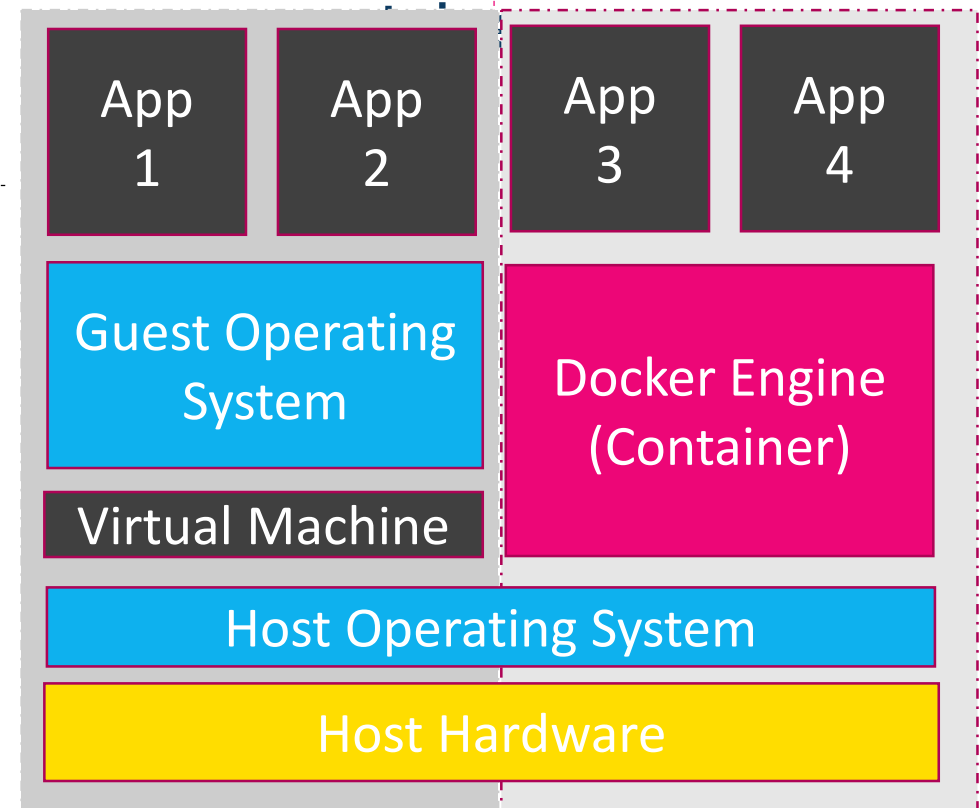 App
1
App
2
App
3
App
4
Guest Operating
System
Docker Engine
(Container)
Virtual Machine
Host Operating System
Host Hardware